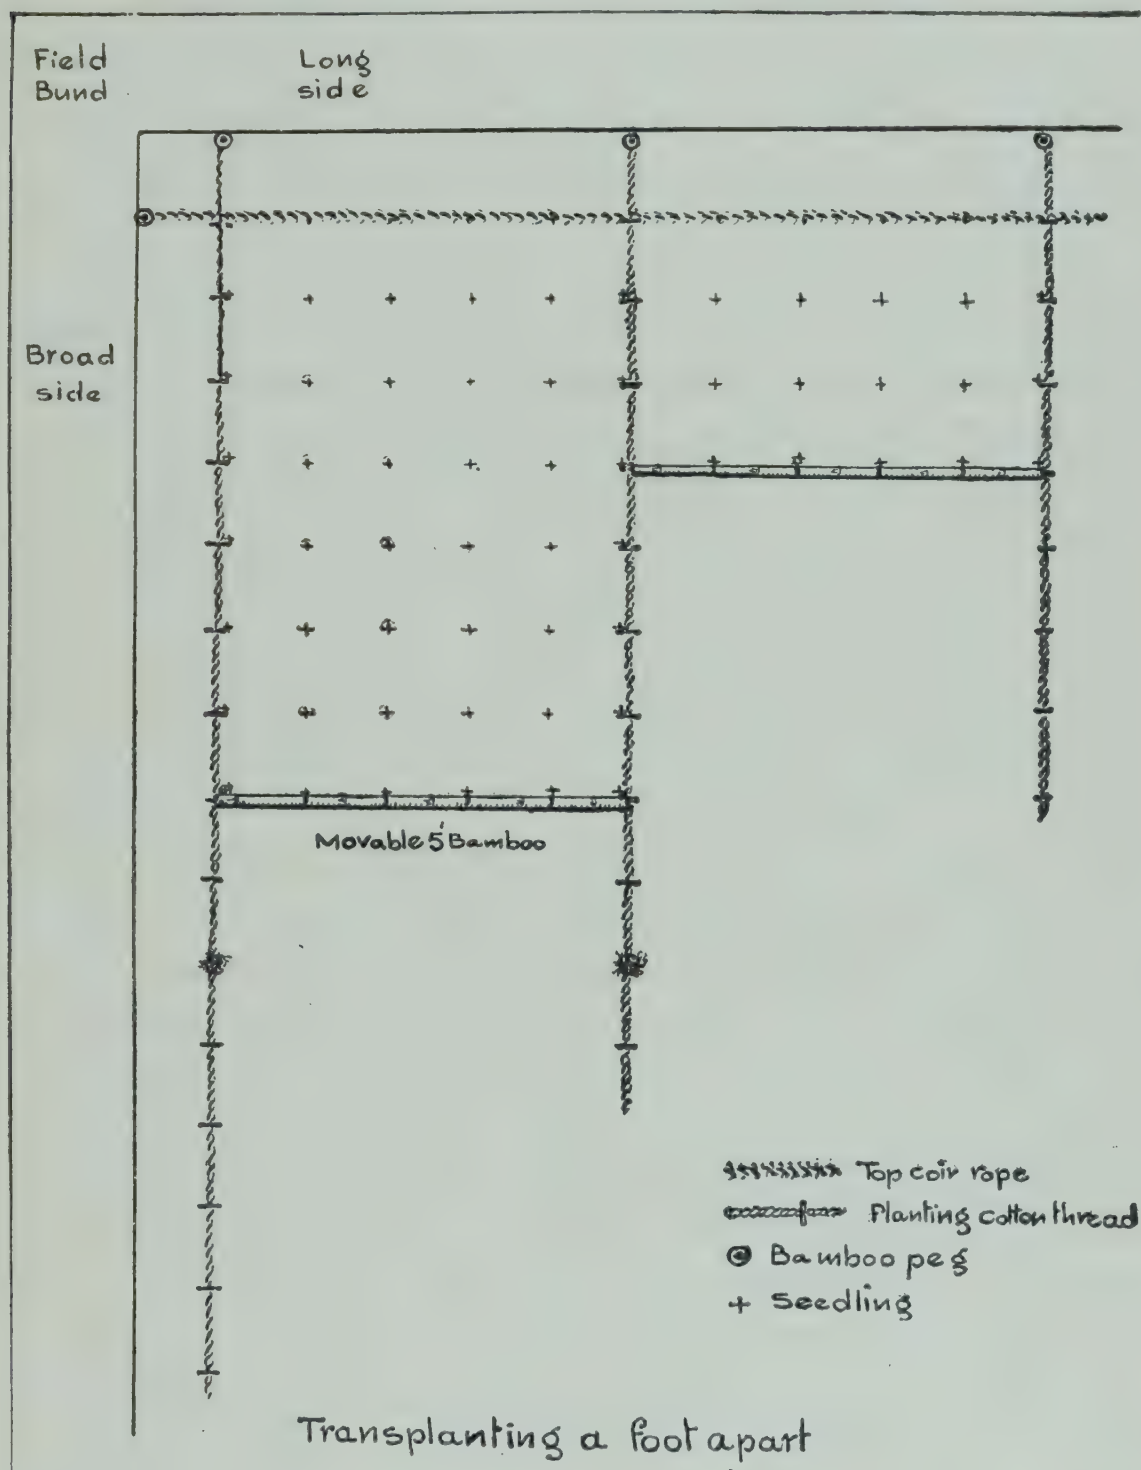 Field
Bund
Long
side
Broad
side
Movable 5' Bamboo
Top coir rope
Planting cotton thread
Bamboo peg
+ Seedling
Transplanting a foot apart